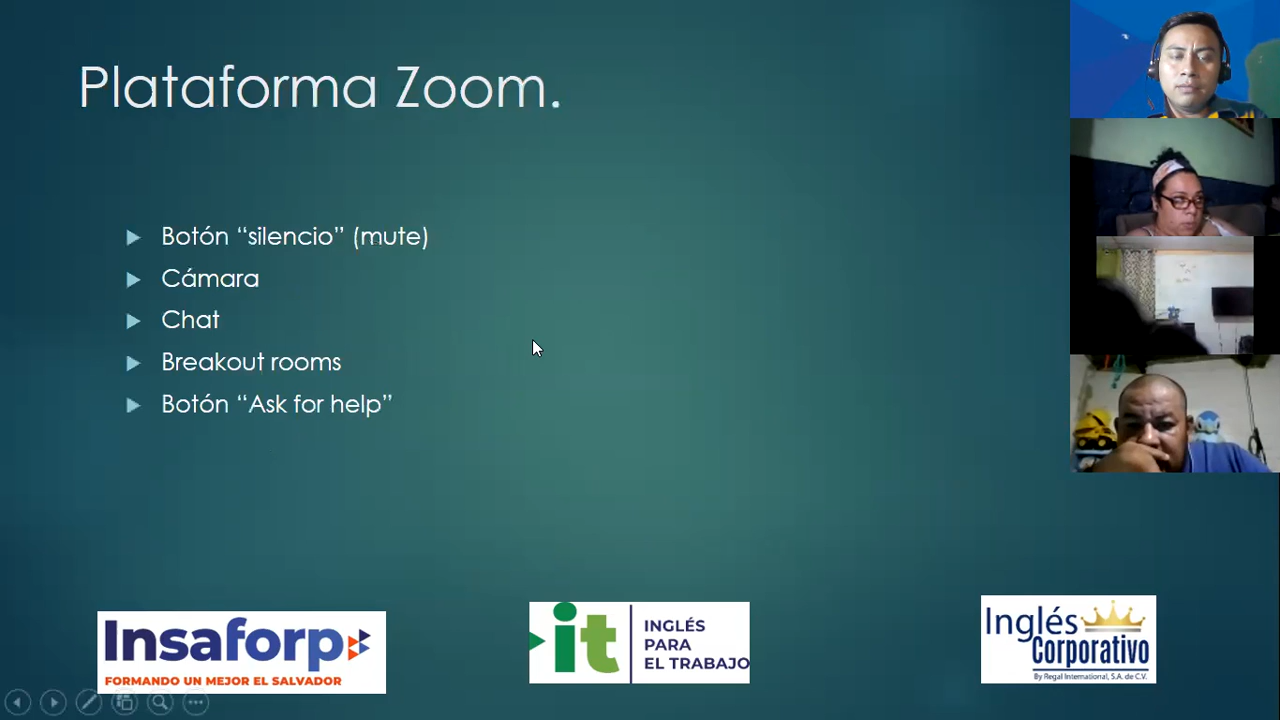 Plataforma Zoom.
Botón “silencio” (mute)
Cámara
Chat
Breakout rooms
Botón “Ask for help”
Insaforp
FORMANDO UN MEJOR EL SALVADOR
it
INGLÉS
PARA
EL TRABAJO
Inglés
Corporativo
By Regal International, S.A. de C.V.